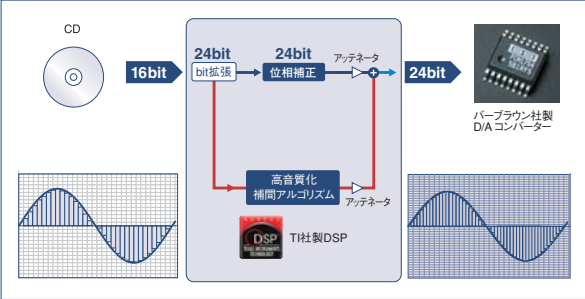 CD
16bit
24bit
bit拡張
24bit
位相補正
アッテネータ
24bit
バーブラウン社製
D/Aコンバーター
高音質化
補間アルゴリズム
アッテネータ
DSP
TI社製DSP